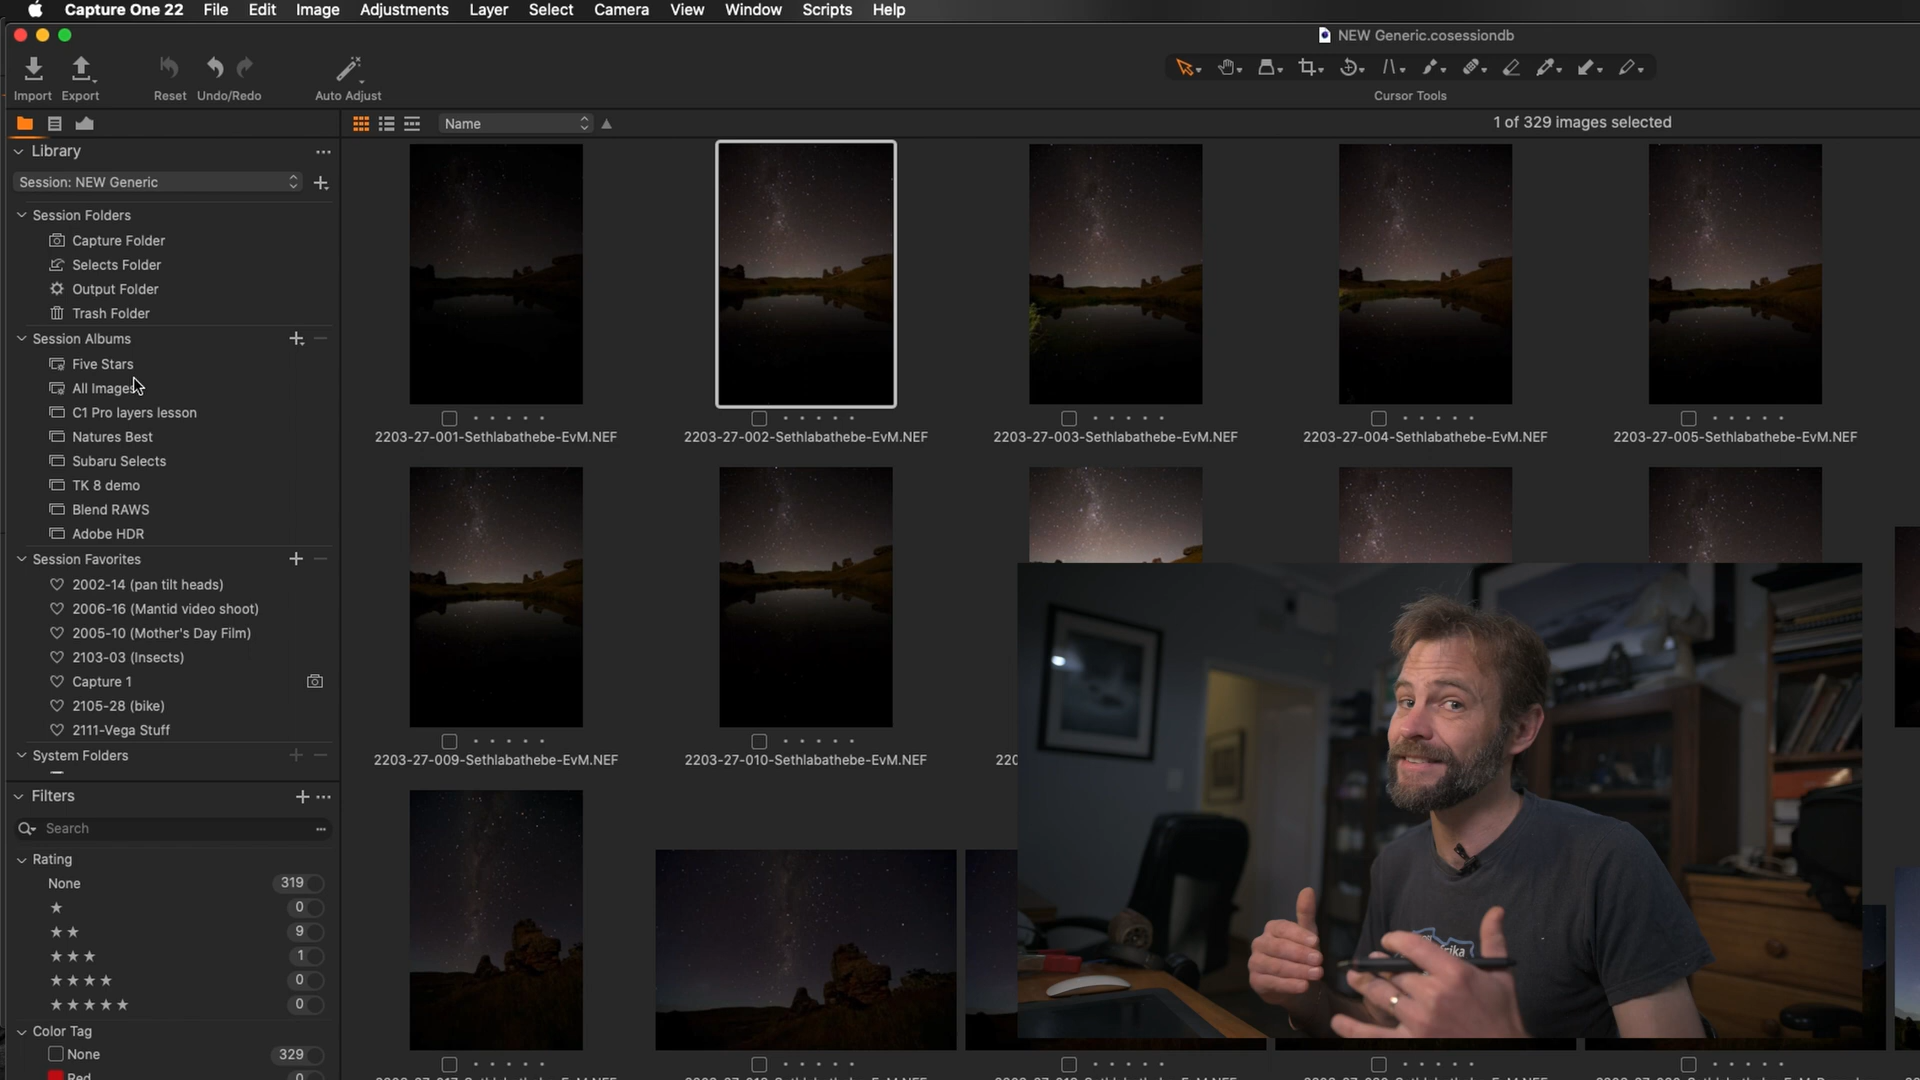 Capture One 22 File Edit Image Adjustments Layer Select Camera View Window Scripts Help
NEW Generic.cosessiondb
Import Export Reset Undo/Redo Auto Adjust Cursor Tools
Name
1 of 329 images selected
Library
Session: NEW Generic
Session Folders
Capture Folder
Selects Folder
Output Folder
Trash Folder
Session Albums
Five Stars
All Images
C1 Pro layers lesson
Natures Best
Subaru Selects
TK 8 demo
Blend RAWS
Adobe HDR
Session Favorites
2002-14 (pan tilt heads)
2006-16 (Mantid video shoot)
2005-10 (Mother's Day Film)
2103-03 (Insects)
Capture 1
2105-28 (bike)
2111-Vega Stuff
System Folders
Filters
Search
Rating
None 319
0
9
1
0
0
Color Tag
None 329
Red 0
2203-27-001-Sethlabathebe-EvM.NEF 2203-27-002-Sethlabathebe-EvM.NEF 2203-27-003-Sethlabathebe-EvM.NEF 2203-27-004-Sethlabathebe-EvM.NEF 2203-27-005-Sethlabathebe-EvM.NEF
2203-27-009-Sethlabathebe-EvM.NEF 2203-27-010-Sethlabathebe-EvM.NEF 220